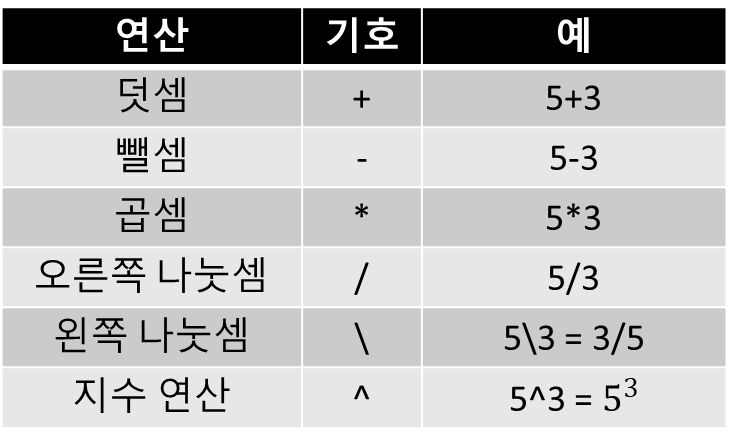 연산 기호 예
덧셈 + 5+3
뺄셈 - 5-3
곱셈 * 5*3
오른쪽 나눗셈 / 5/3
왼쪽 나눗셈 \ 5\3 = 3/5
지수 연산 ^ 5^3 = 5³